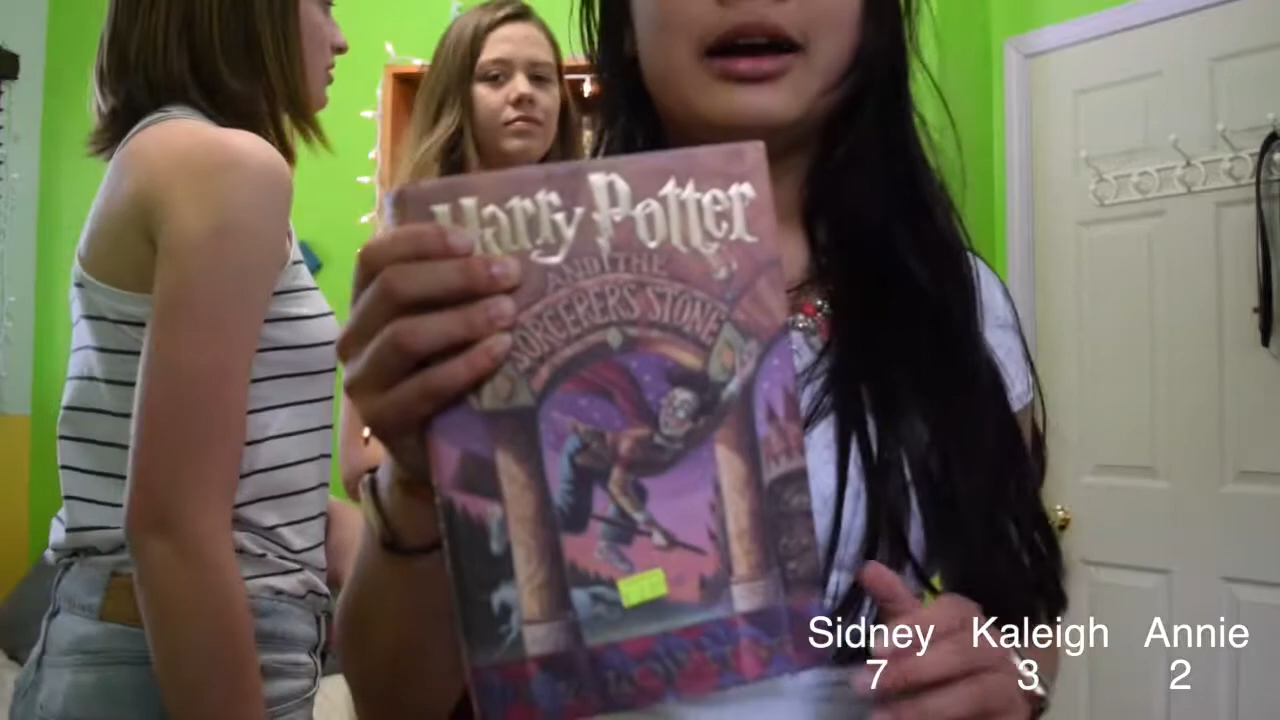 Harry Potter
AND THE
SORCERER'S STONE
Sidney Kaleigh Annie
7 3 2